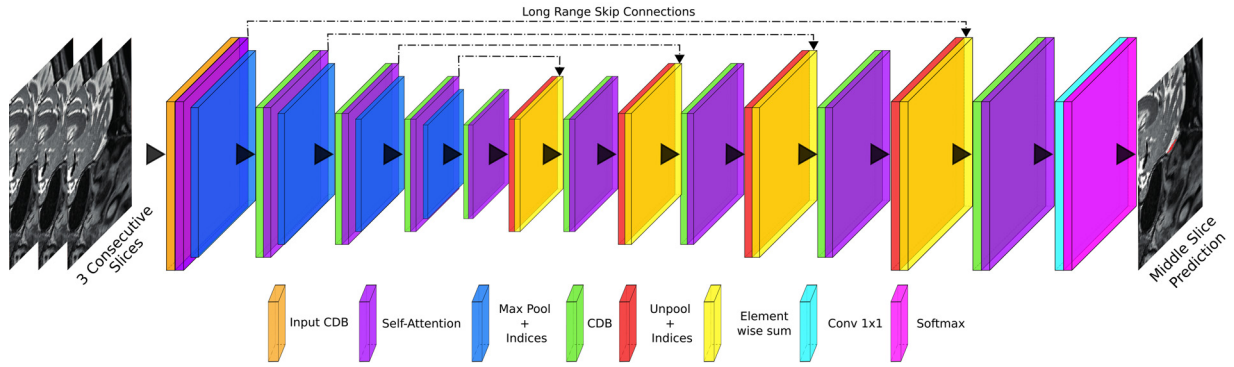 Long Range Skip Connections
3 Consecutive
Slices
Middle Slice
Prediction
Input CDB
Self-Attention
Max Pool
+
Indices
CDB
Unpool
+
Indices
Element
wise sum
Conv 1x1
Softmax